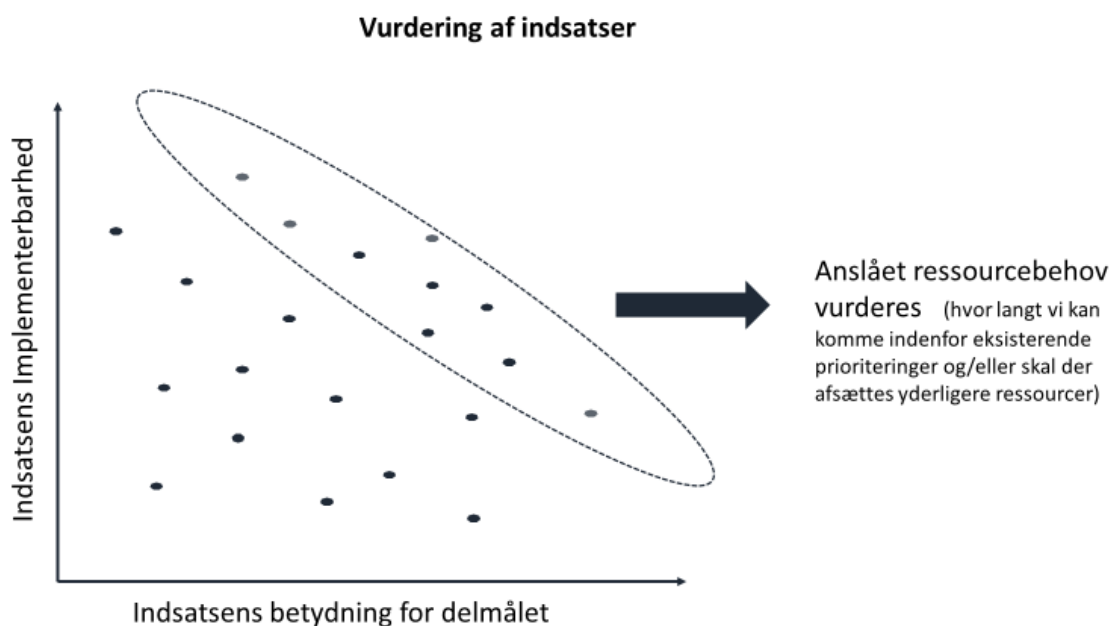 Vurdering af indsatser
Indsatsens Implementerbarhed
Anslået ressourcebehov
vurderes (hvor langt vi kan
komme indenfor eksisterende
prioriteringer og/eller skal der
afsættes yderligere ressourcer)
Indsatsens betydning for delmålet